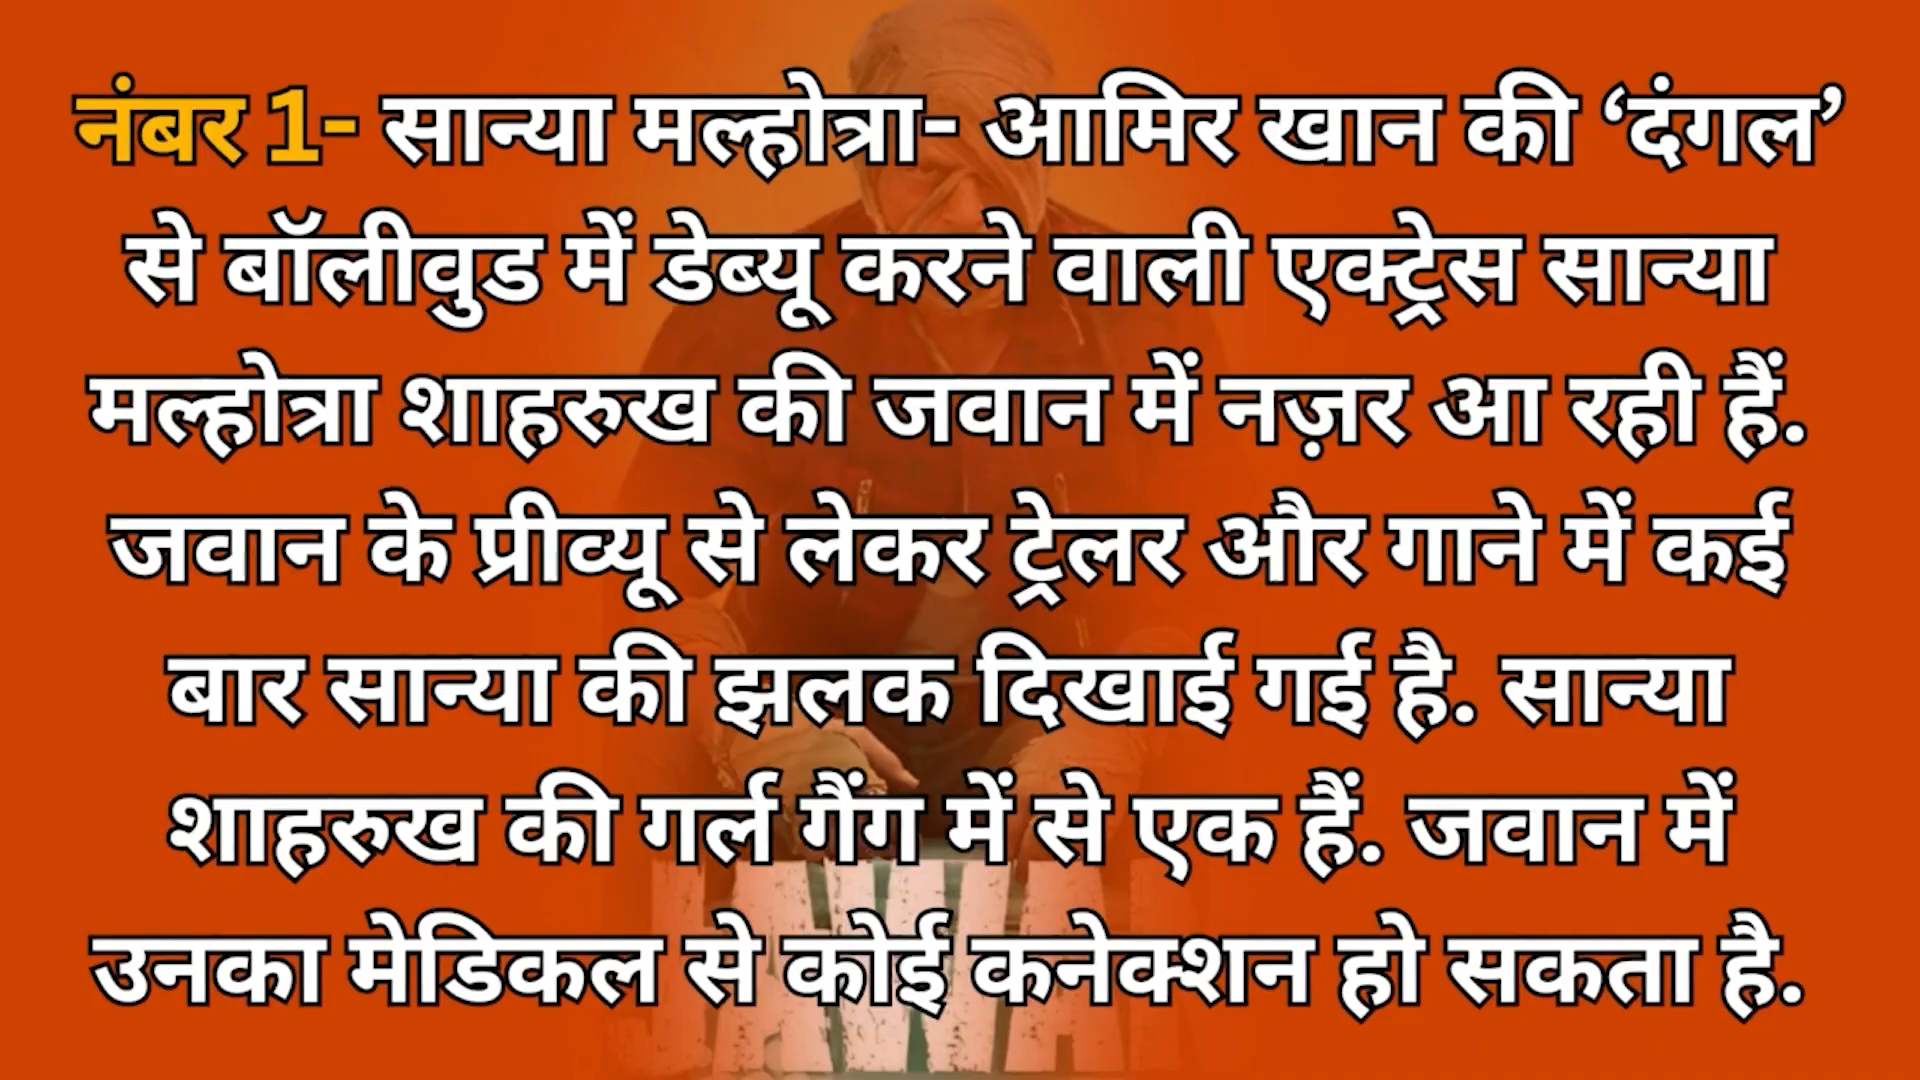 नंबर 1- सान्या मल्होत्रा- आमिर खान की ‘दंगल’
से बॉलीवुड में डेब्यू करने वाली एक्ट्रेस सान्या
मल्होत्रा शाहरुख की जवान में नज़र आ रही हैं.
जवान के प्रीव्यू से लेकर ट्रेलर और गाने में कई
बार सान्या की झलक दिखाई गई है. सान्या
शाहरुख की गर्ल गैंग में से एक हैं. जवान में
उनका मेडिकल से कोई कनेक्शन हो सकता है.
JAWAN